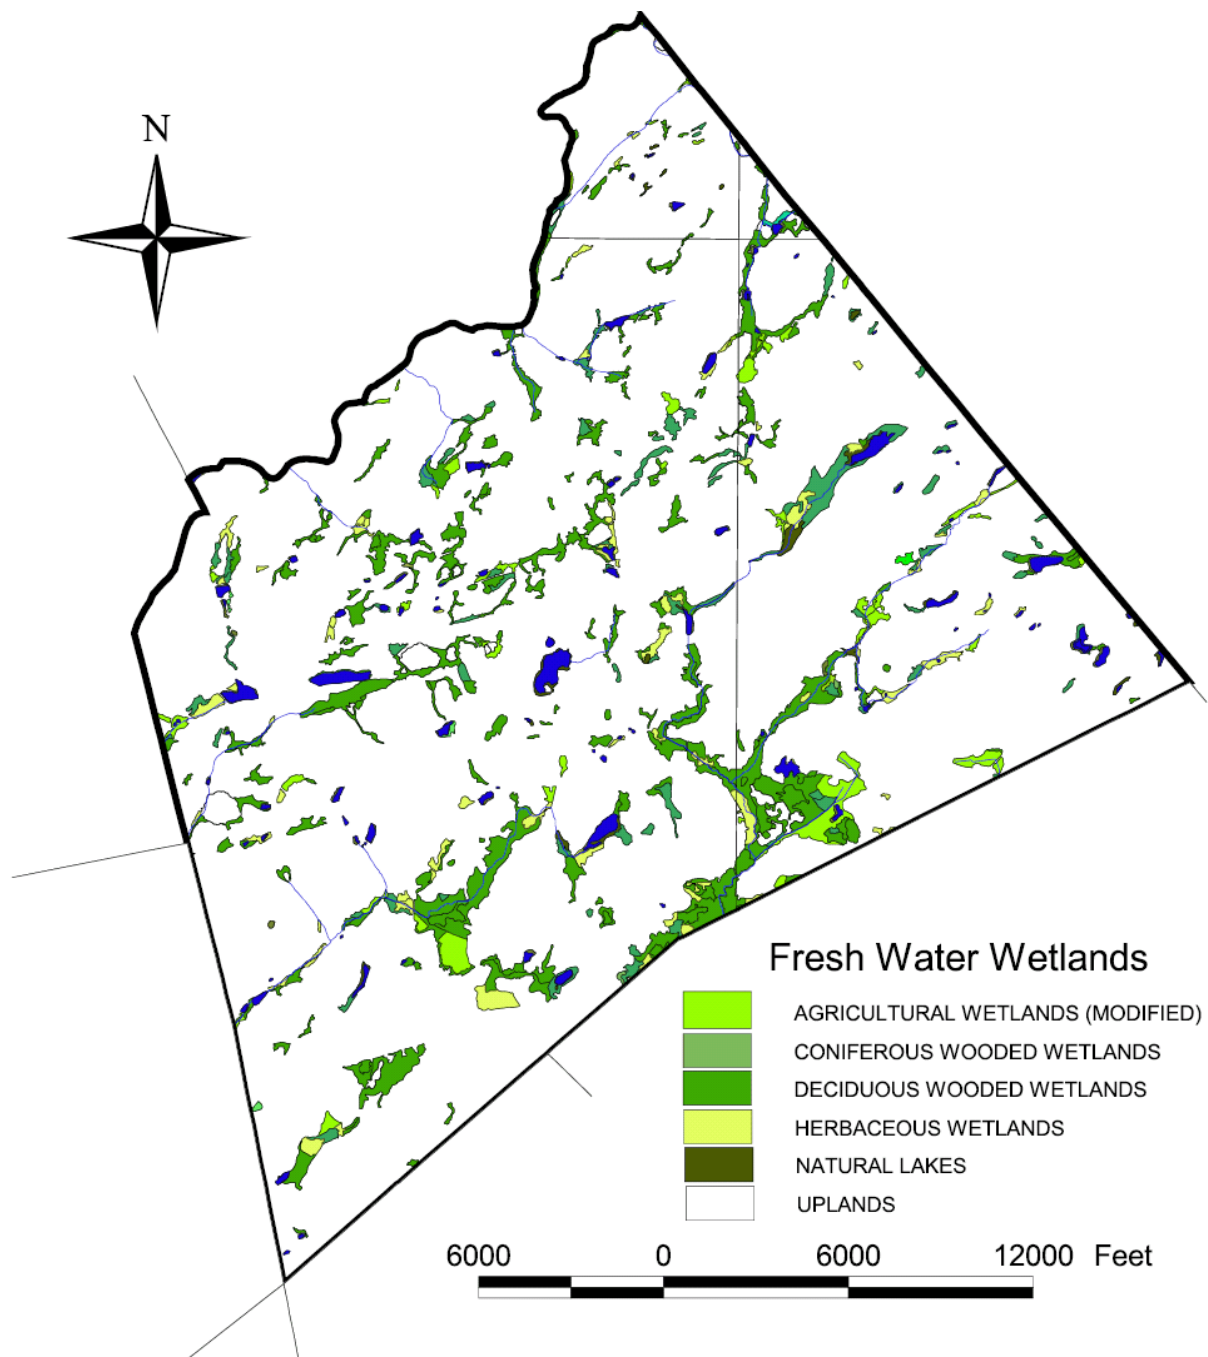 N
Fresh Water Wetlands
AGRICULTURAL WETLANDS (MODIFIED)
CONIFEROUS WOODED WETLANDS
DECIDUOUS WOODED WETLANDS
HERBACEOUS WETLANDS
NATURAL LAKES
UPLANDS
6000 0 6000 12000 Feet